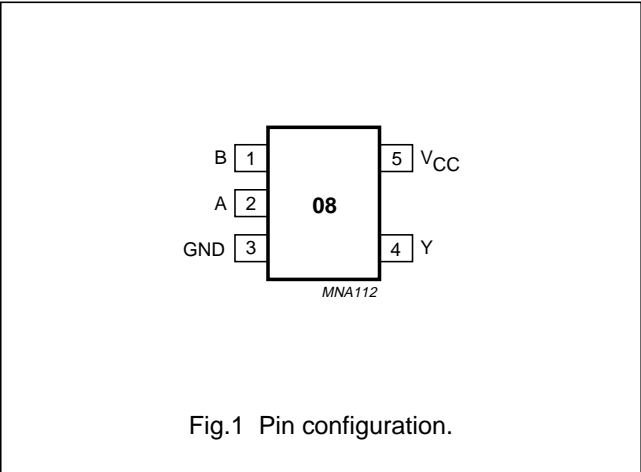 B 1 5 VCC
A 2 08
GND 3 4 Y
MNA112
Fig.1 Pin configuration.